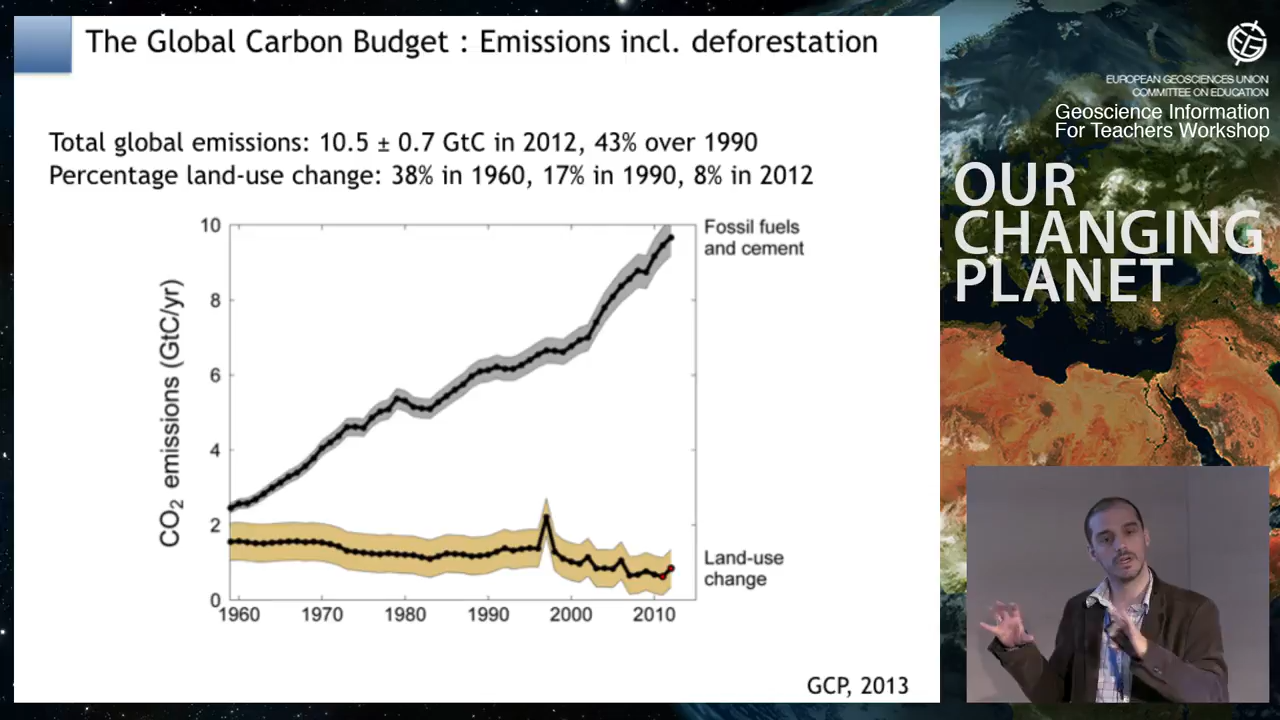 The Global Carbon Budget : Emissions incl. deforestation
Total global emissions: 10.5 ± 0.7 GtC in 2012, 43% over 1990
Percentage land-use change: 38% in 1960, 17% in 1990, 8% in 2012
10
8
6
4
2
0
CO₂ emissions (GtC/yr)
1960 1970 1980 1990 2000 2010
Fossil fuels
and cement
Land-use
change
GCP, 2013
EUROPEAN GEOSCIENCES UNION
COMMITTEE ON EDUCATION
Geoscience Information
For Teachers Workshop
OUR
CHANGING
PLANET